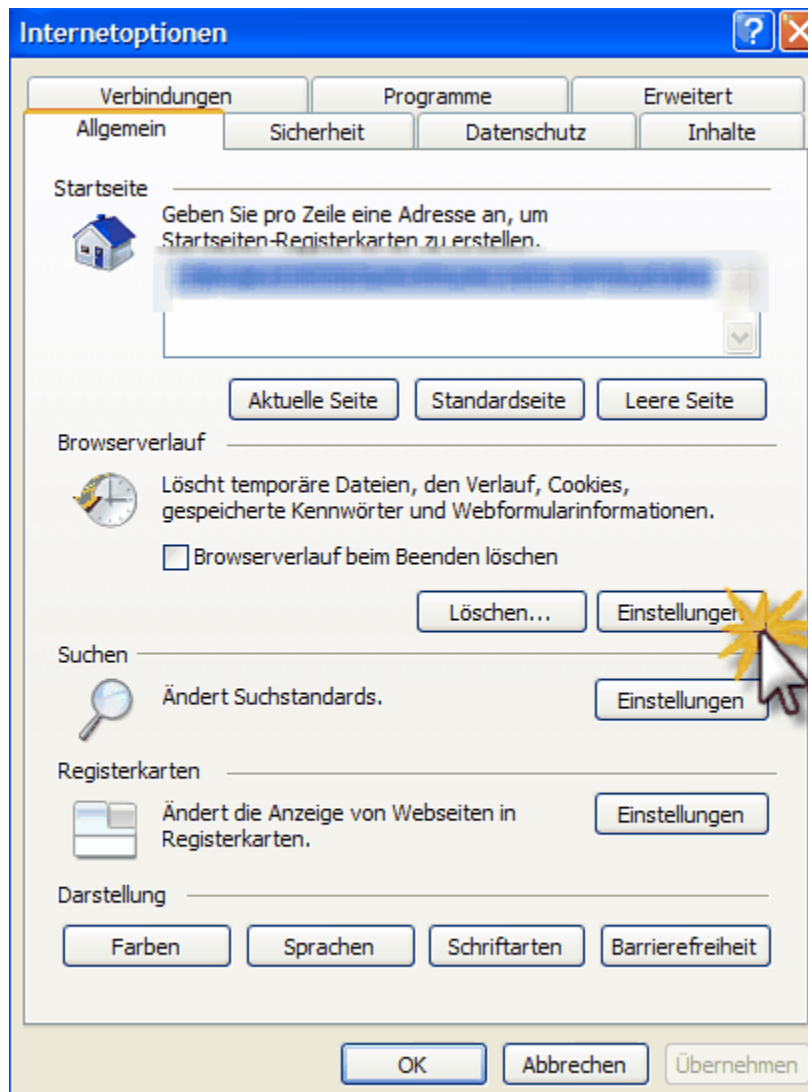 Internetoptionen
Verbindungen Programme Erweitert
Allgemein Sicherheit Datenschutz Inhalte
Startseite
Geben Sie pro Zeile eine Adresse an, um
Startseiten-Registerkarten zu erstellen.
Aktuelle Seite Standardseite Leere Seite
Browserverlauf
Löscht temporäre Dateien, den Verlauf, Cookies,
gespeicherte Kennwörter und Webformularinformationen.
Browserverlauf beim Beenden löschen
Löschen... Einstellungen
Suchen
Ändert Suchstandards.
Einstellungen
Registerkarten
Ändert die Anzeige von Webseiten in
Registerkarten.
Einstellungen
Darstellung
Farben Sprachen Schriftarten Barrierefreiheit
OK Abbrechen Übernehmen